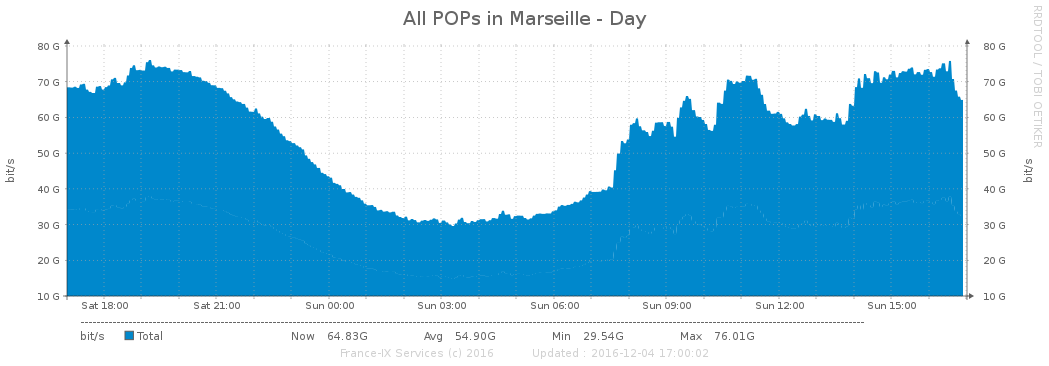 All POPs in Marseille - Day
RRDTOOL / TOBI OETIKER
80 G 80 G
70 G 70 G
60 G 60 G
50 G 50 G
40 G 40 G
30 G 30 G
20 G 20 G
10 G 10 G
bit/s
bit/s
Sat 18:00 Sat 21:00 Sun 00:00 Sun 03:00 Sun 06:00 Sun 09:00 Sun 12:00 Sun 15:00
bit/s Total Now 64.83G Avg 54.90G Min 29.54G Max 76.01G
France-IX Services (c) 2016 Updated : 2016-12-04 17:00:02